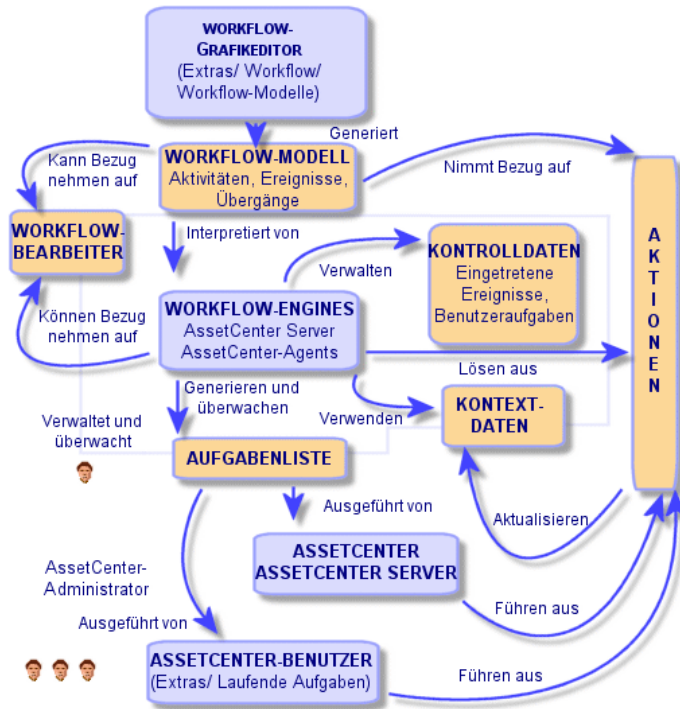 WORKFLOW-
GRAFIKEDITOR
(Extras/ Workflow/
Workflow-Modelle)
Generiert
Kann Bezug
nehmen auf
WORKFLOW-MODELL
Aktivitäten, Ereignisse,
Übergänge
Nimmt Bezug auf
WORKFLOW-
BEARBEITER
Interpretiert von
Verwalten
KONTROLLDATEN
Eingetretene
Ereignisse,
Benutzeraufgaben
AKTIONEN
Können Bezug
nehmen auf
WORKFLOW-ENGINES
AssetCenter Server
AssetCenter-Agents
Lösen aus
Generieren und
überwachen
Verwenden
KONTEXT-
DATEN
Verwaltet und
überwacht
AUFGABENLISTE
Ausgeführt von
Aktualisieren
ASSETCENTER
ASSETCENTER SERVER
AssetCenter-
Administrator
Führen aus
Ausgeführt von
ASSETCENTER-BENUTZER
(Extras/ Laufende Aufgaben)
Führen aus